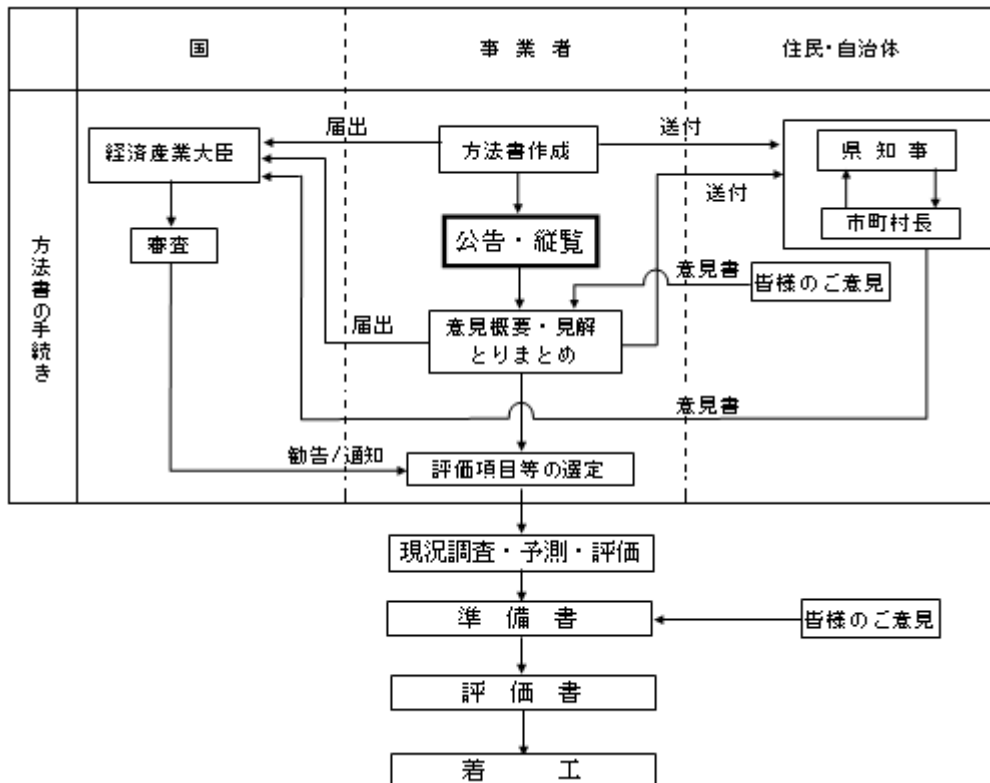 国
事 業 者
住民・自治体
方法書の手続き
届出
送付
経済産業大臣
方法書作成
県 知 事
送付
市町村長
審査
公告・縦覧
意見書
皆様のご意見
届出
意見概要・見解
とりまとめ
意見書
勧告/通知
評価項目等の選定
現況調査・予測・評価
準 備 書
皆様のご意見
評 価 書
着 工